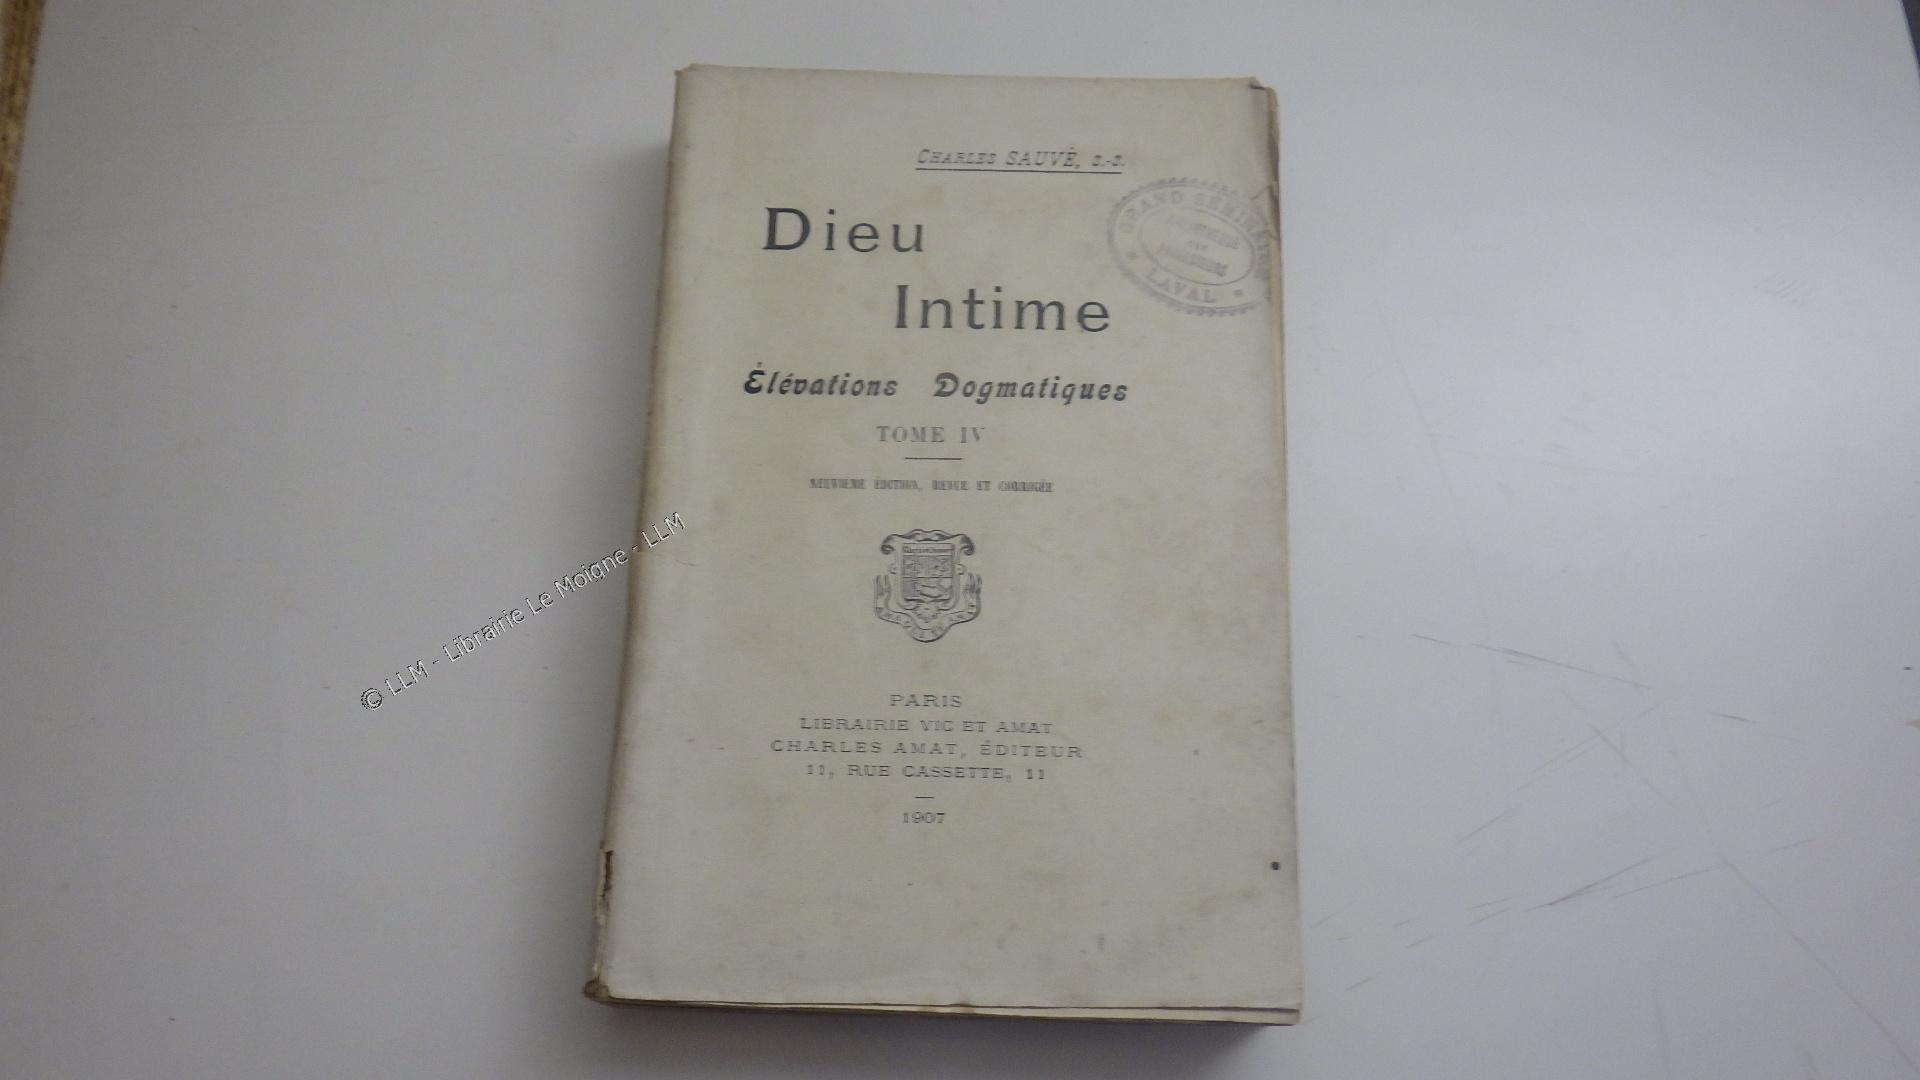 CHARLES SAUVÉ, S.-S.
Dieu
Intime
Élévations Dogmatiques
TOME IV
NEUVIÈME ÉDITION, REVUE ET CORRIGÉE
PARIS
LIBRAIRIE VIC ET AMAT
CHARLES AMAT, ÉDITEUR
11, RUE CASSETTE, 11
1907
GRAND SÉMINAIRE
LAVAL
© LLM - Librairie Le Moigne - LLM